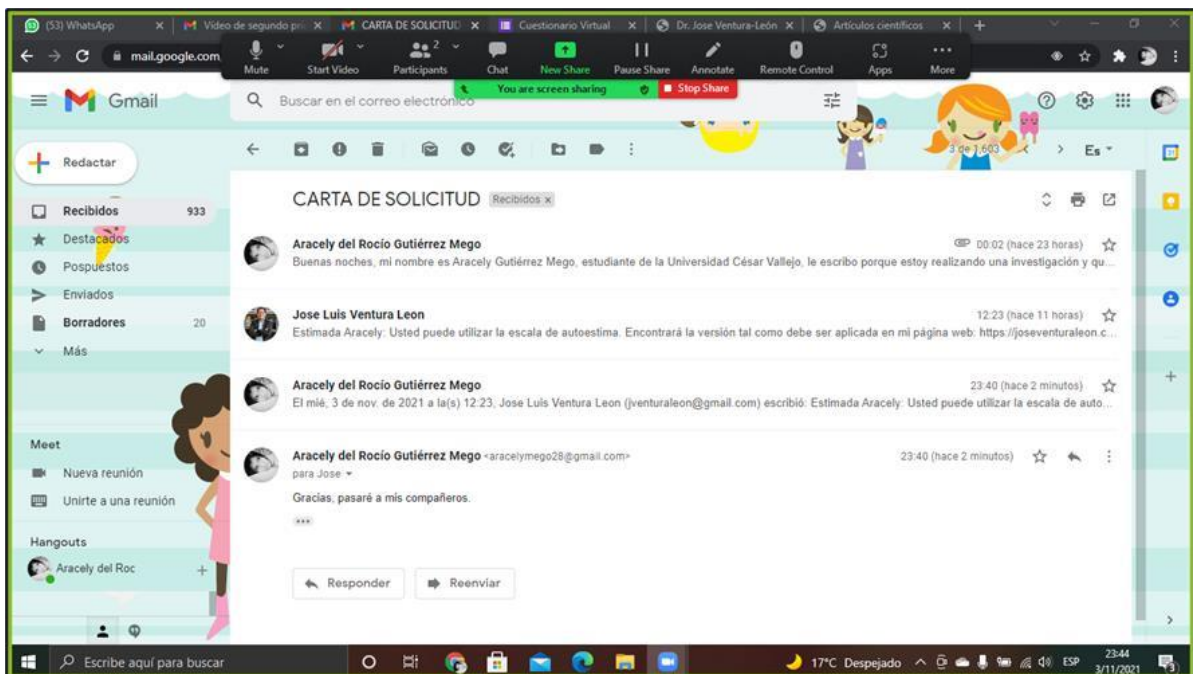 (53) WhatsApp
Vídeo de segundo pri
CARTA DE SOLICITUD
Cuestionario Virtual
Dr. Jose Ventura-León
Artículos científicos
mail.google.com
Mute
Start Video
Participants
2
Chat
New Share
Pause Share
Annotate
Remote Control
Apps
More
You are screen sharing
Stop Share
Gmail
Buscar en el correo electrónico
Redactar
3 de 1,603
Es
Recibidos 933
Destacados
Pospuestos
Enviados
Borradores 20
Más
Meet
Nueva reunión
Unirte a una reunión
Hangouts
Aracely del Roc
CARTA DE SOLICITUD Recibidos x
Aracely del Rocío Gutiérrez Mego 00:02 (hace 23 horas)
Buenas noches, mi nombre es Aracely Gutiérrez Mego, estudiante de la Universidad César Vallejo, le escribo porque estoy realizando una investigación y qu...
Jose Luis Ventura Leon 12:23 (hace 11 horas)
Estimada Aracely: Usted puede utilizar la escala de autoestima. Encontrará la versión tal como debe ser aplicada en mi página web: https://joseventuraleon.c...
Aracely del Rocío Gutiérrez Mego 23:40 (hace 2 minutos)
El mié, 3 de nov. de 2021 a la(s) 12:23, Jose Luis Ventura Leon (jventuraleon@gmail.com) escribió: Estimada Aracely: Usted puede utilizar la escala de auto...
Aracely del Rocío Gutiérrez Mego <aracelymego28@gmail.com> 23:40 (hace 2 minutos)
para Jose
Gracias, pasaré a mis compañeros.
Responder
Reenviar
Escribe aquí para buscar
17°C Despejado
ESP
23:44
3/11/2021